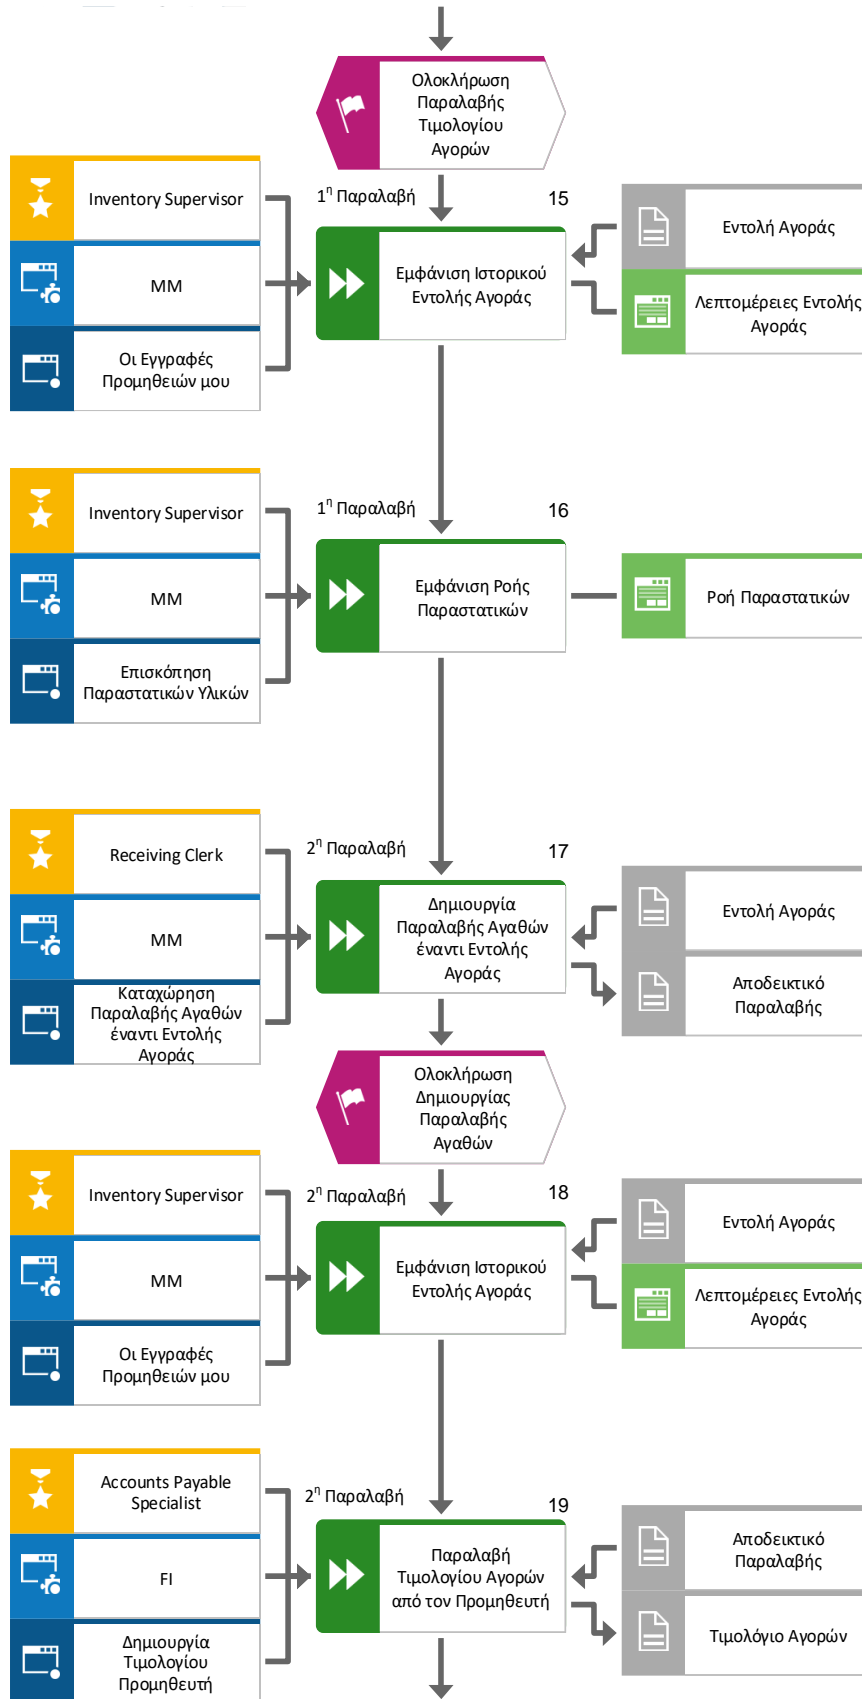 Ολοκλήρωση
Παραλαβής
Τιμολογίου
Αγορών
1η Παραλαβή
15
Inventory Supervisor
MM
Οι Εγγραφές
Προμηθειών μου
Εμφάνιση Ιστορικού
Εντολής Αγοράς
Εντολή Αγοράς
Λεπτομέρειες Εντολής
Αγοράς
1η Παραλαβή
16
Inventory Supervisor
MM
Επισκόπηση
Παραστατικών Υλικών
Εμφάνιση Ροής
Παραστατικών
Ροή Παραστατικών
2η Παραλαβή
17
Receiving Clerk
MM
Καταχώρηση
Παραλαβής Αγαθών
έναντι Εντολής
Αγοράς
Δημιουργία
Παραλαβής Αγαθών
έναντι Εντολής
Αγοράς
Εντολή Αγοράς
Αποδεικτικό
Παραλαβής
Ολοκλήρωση
Δημιουργίας
Παραλαβής
Αγαθών
2η Παραλαβή
18
Inventory Supervisor
MM
Οι Εγγραφές
Προμηθειών μου
Εμφάνιση Ιστορικού
Εντολής Αγοράς
Εντολή Αγοράς
Λεπτομέρειες Εντολής
Αγοράς
2η Παραλαβή
19
Accounts Payable
Specialist
FI
Δημιουργία
Τιμολογίου
Προμηθευτή
Παραλαβή
Τιμολογίου Αγορών
από τον Προμηθευτή
Αποδεικτικό
Παραλαβής
Τιμολόγιο Αγορών